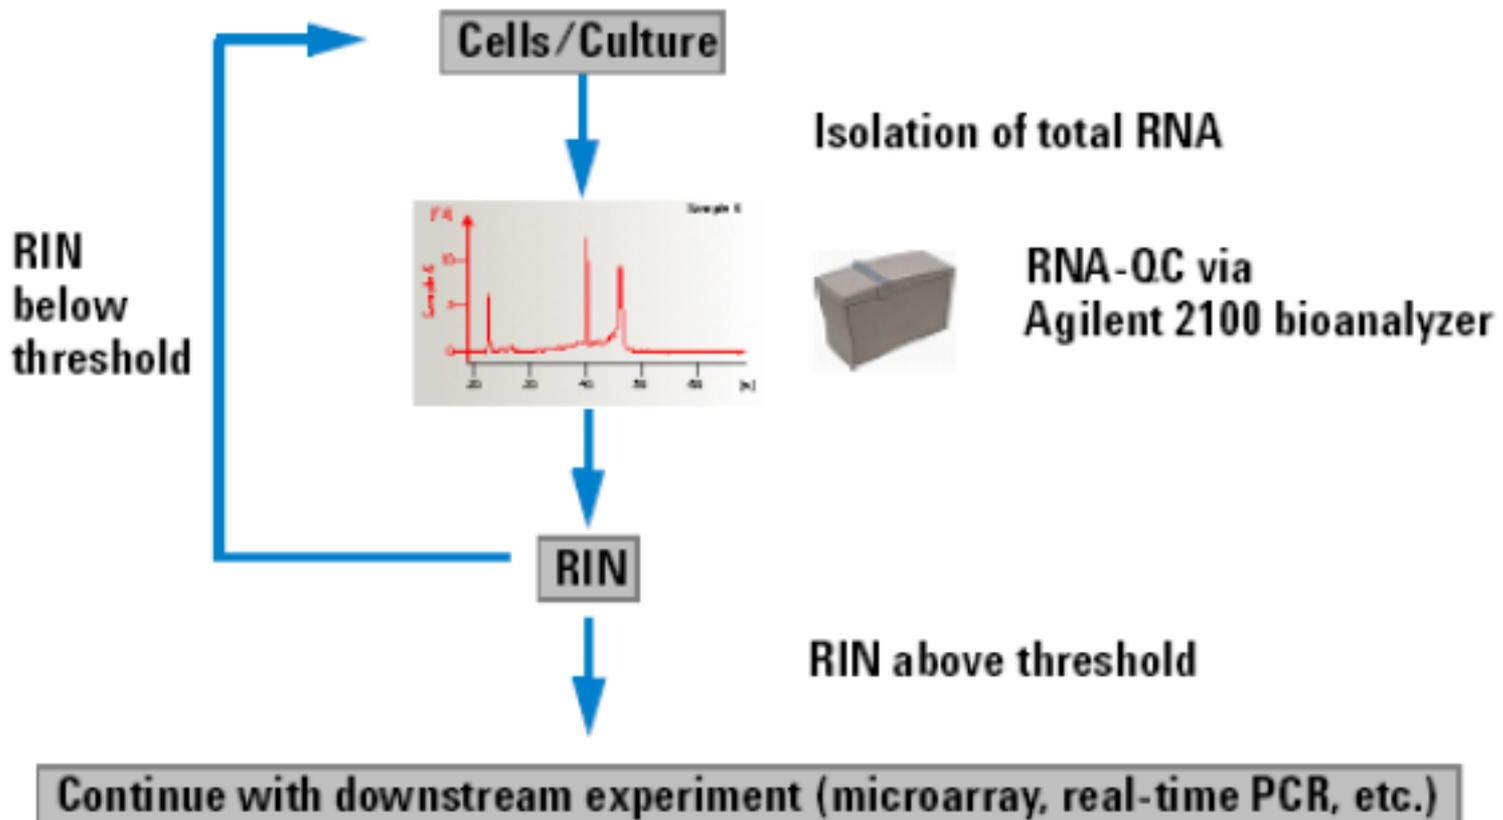 Cells/Culture
Isolation of total RNA
RIN
below
threshold
RNA-QC via
Agilent 2100 bioanalyzer
RIN
RIN above threshold
Continue with downstream experiment (microarray, real-time PCR, etc.)